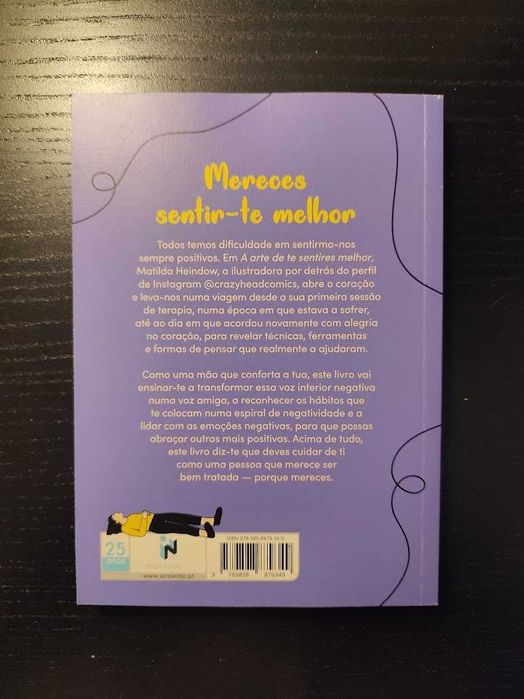 Mereces
sentir-te melhor
Todos temos dificuldade em sentirmo-nos
sempre positivos. Em A arte de te sentires melhor,
Matilda Heindow, a ilustradora por detrás do perfil
de Instagram @crazyheadcomics, abre o coração
e leva-nos numa viagem desde a sua primeira sessão
de terapia, numa época em que estava a sofrer,
até ao dia em que acordou novamente com alegria
no coração, para revelar técnicas, ferramentas
e formas de pensar que realmente a ajudaram.
Como uma mão que conforta a tua, este livro vai
ensinar-te a transformar essa voz interior negativa
numa voz amiga, a reconhecer os hábitos que
te colocam numa espiral de negatividade e a
lidar com as emoções negativas, para que possas
abraçar outras mais positivas. Acima de tudo,
este livro diz-te que deves cuidar de ti
como uma pessoa que merece ser
bem tratada — porque mereces.
25
anos